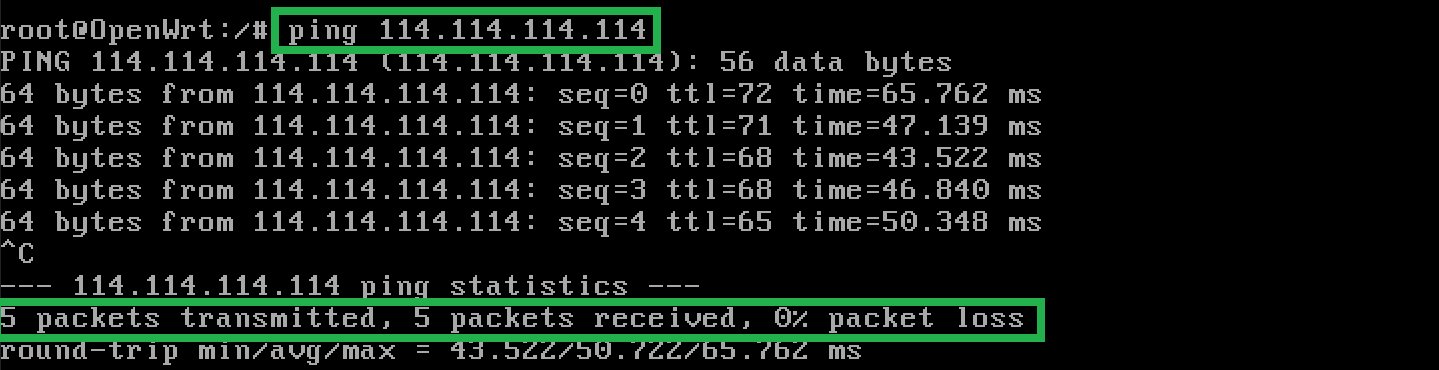 root@OpenWrt:/# ping 114.114.114.114
PING 114.114.114.114 (114.114.114.114): 56 data bytes
64 bytes from 114.114.114.114: seq=0 ttl=72 time=65.762 ms
64 bytes from 114.114.114.114: seq=1 ttl=71 time=47.139 ms
64 bytes from 114.114.114.114: seq=2 ttl=68 time=43.522 ms
64 bytes from 114.114.114.114: seq=3 ttl=68 time=46.840 ms
64 bytes from 114.114.114.114: seq=4 ttl=65 time=50.348 ms
^C
--- 114.114.114.114 ping statistics ---
5 packets transmitted, 5 packets received, 0% packet loss
round-trip min/avg/max = 43.522/50.722/65.762 ms